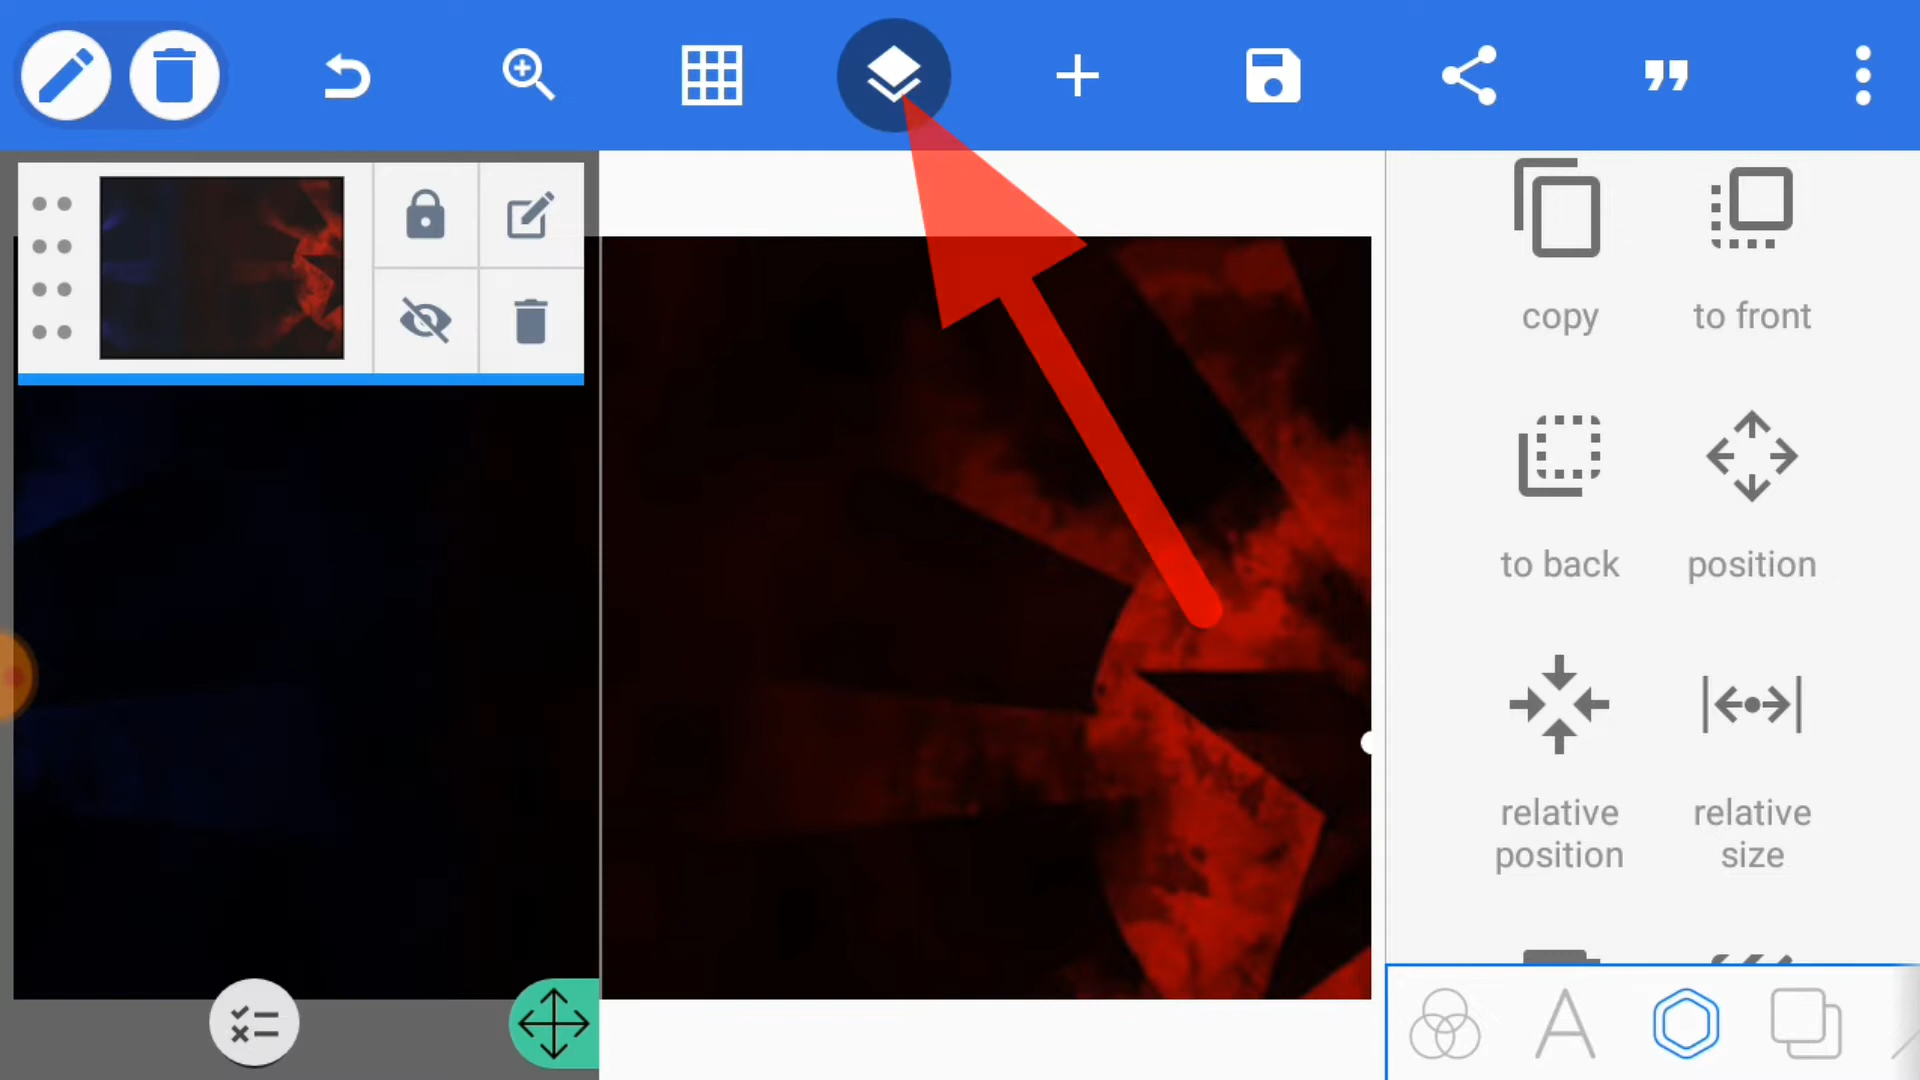 copy
to front
to back
position
relative
position
relative
size